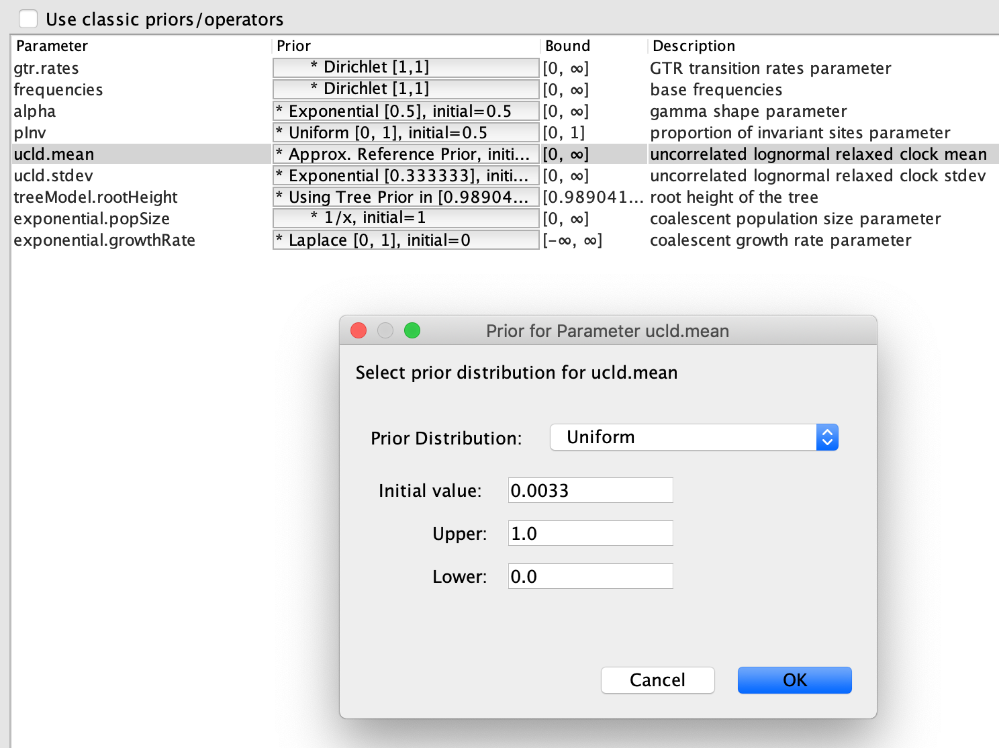 Use classic priors/operators
Parameter Prior Bound Description
gtr.rates * Dirichlet [1,1] [0, ∞] GTR transition rates parameter
frequencies * Dirichlet [1,1] [0, ∞] base frequencies
alpha * Exponential [0.5], initial=0.5 [0, ∞] gamma shape parameter
pInv * Uniform [0, 1], initial=0.5 [0, 1] proportion of invariant sites parameter
ucld.mean * Approx. Reference Prior, initi... [0, ∞] uncorrelated lognormal relaxed clock mean
ucld.stdev * Exponential [0.333333], initi... [0, ∞] uncorrelated lognormal relaxed clock stdev
treeModel.rootHeight * Using Tree Prior in [0.98904... [0.989041... root height of the tree
exponential.popSize * 1/x, initial=1 [0, ∞] coalescent population size parameter
exponential.growthRate * Laplace [0, 1], initial=0 [-∞, ∞] coalescent growth rate parameter
Prior for Parameter ucld.mean
Select prior distribution for ucld.mean
Prior Distribution: Uniform
Initial value: 0.0033
Upper: 1.0
Lower: 0.0
Cancel OK